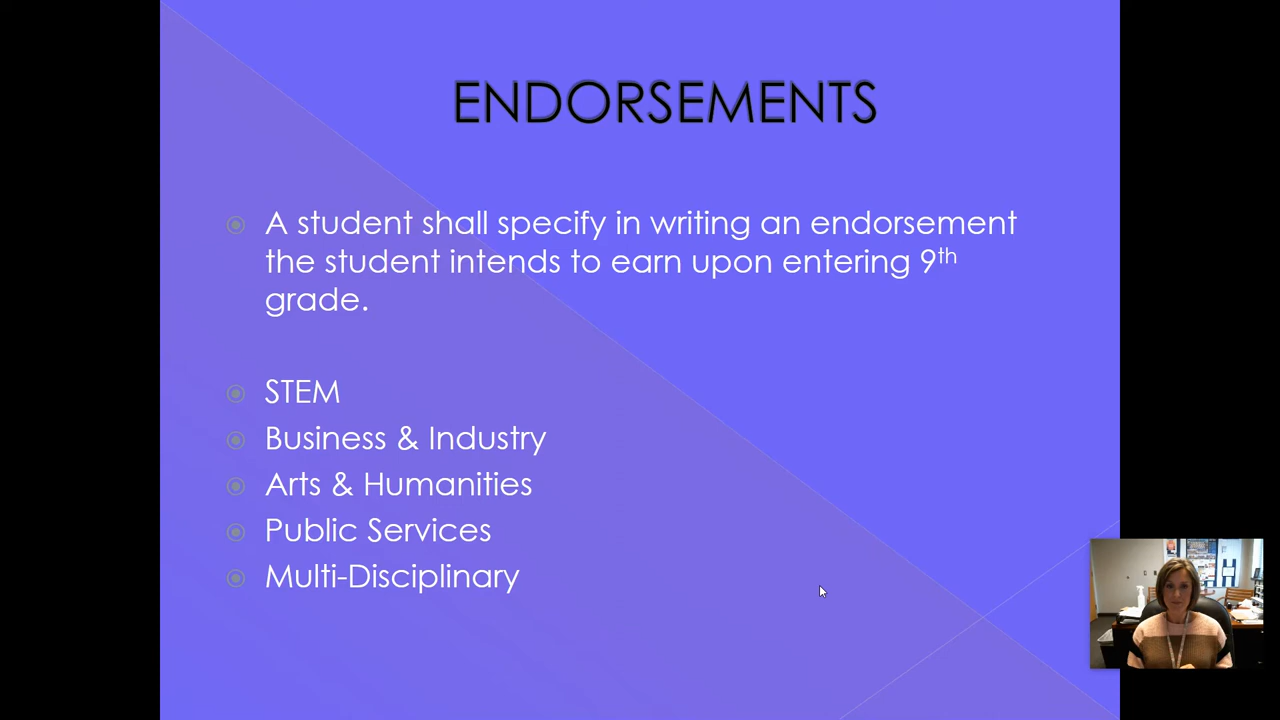 ENDORSEMENTS
A student shall specify in writing an endorsement
the student intends to earn upon entering 9th
grade.
STEM
Business & Industry
Arts & Humanities
Public Services
Multi-Disciplinary